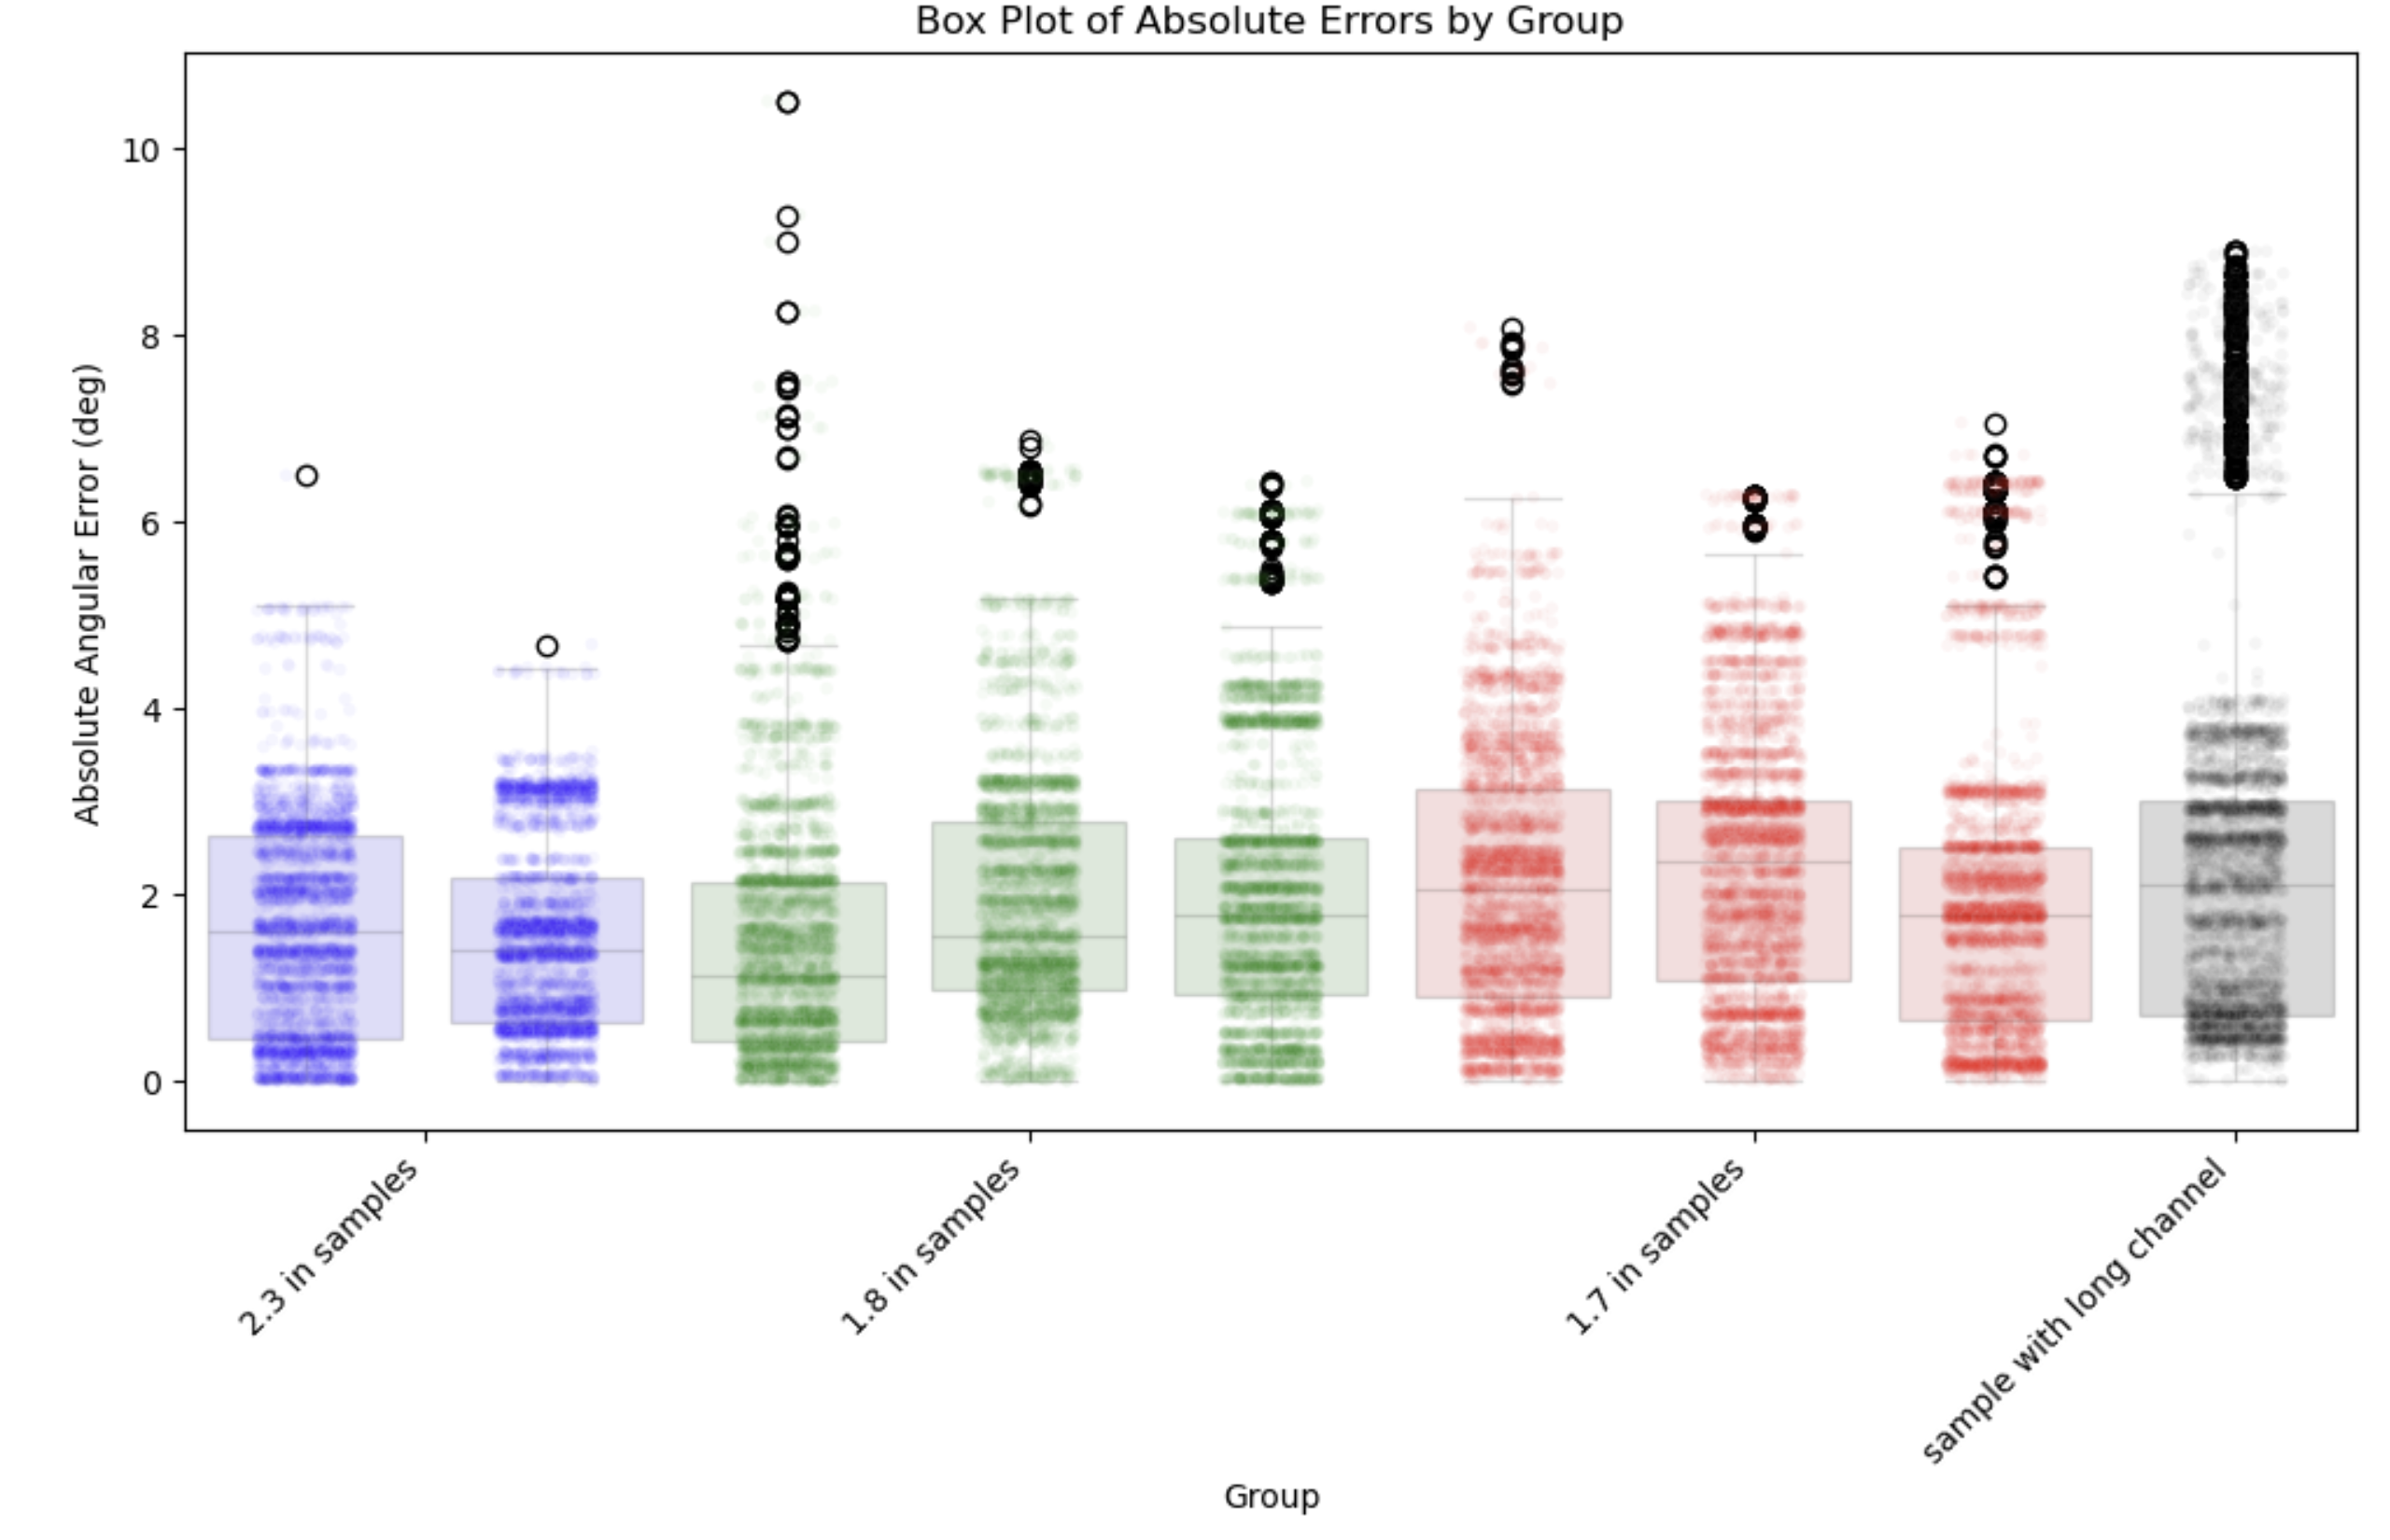 Box Plot of Absolute Errors by Group
Absolute Angular Error (deg)
10
8
6
4
2
0
2.3 in samples
1.8 in samples
1.7 in samples
sample with long channel
Group